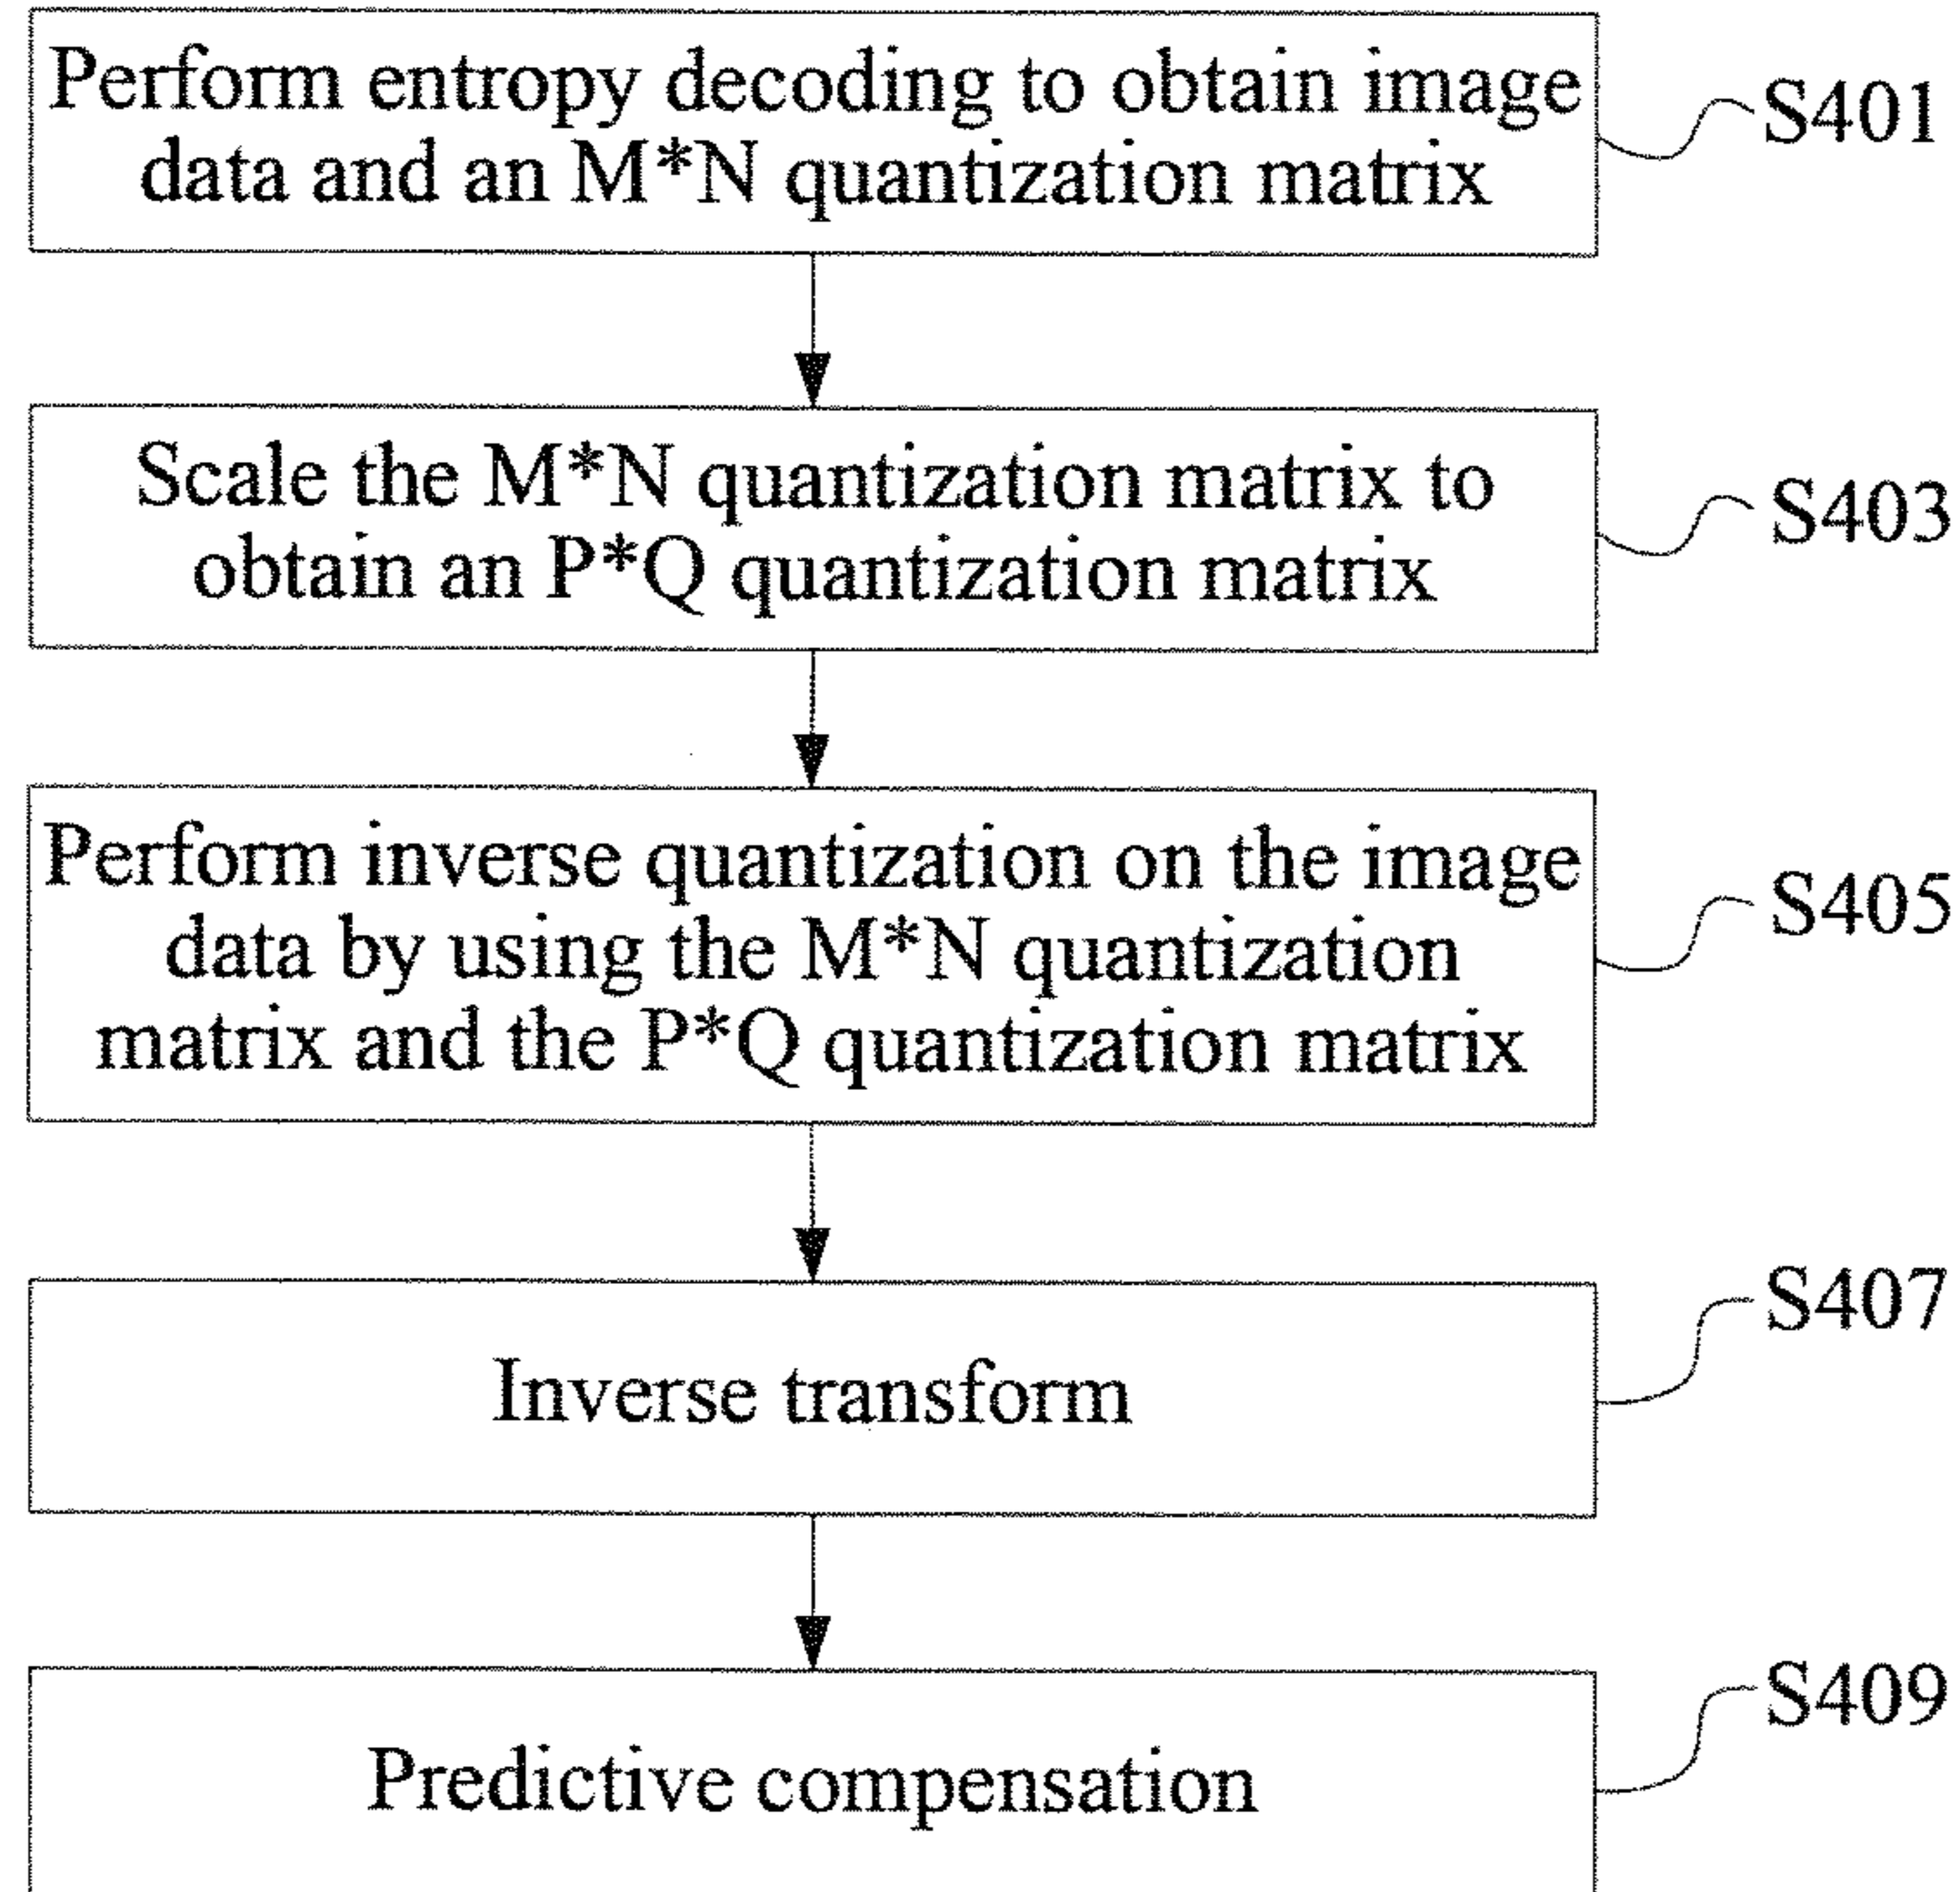 Perform entropy decoding to obtain image
data and an M*N quantization matrix
S401
Scale the M*N quantization matrix to
obtain an P*Q quantization matrix
S403
Perform inverse quantization on the image
data by using the M*N quantization
matrix and the P*Q quantization matrix
S405
Inverse transform
S407
Predictive compensation
S409